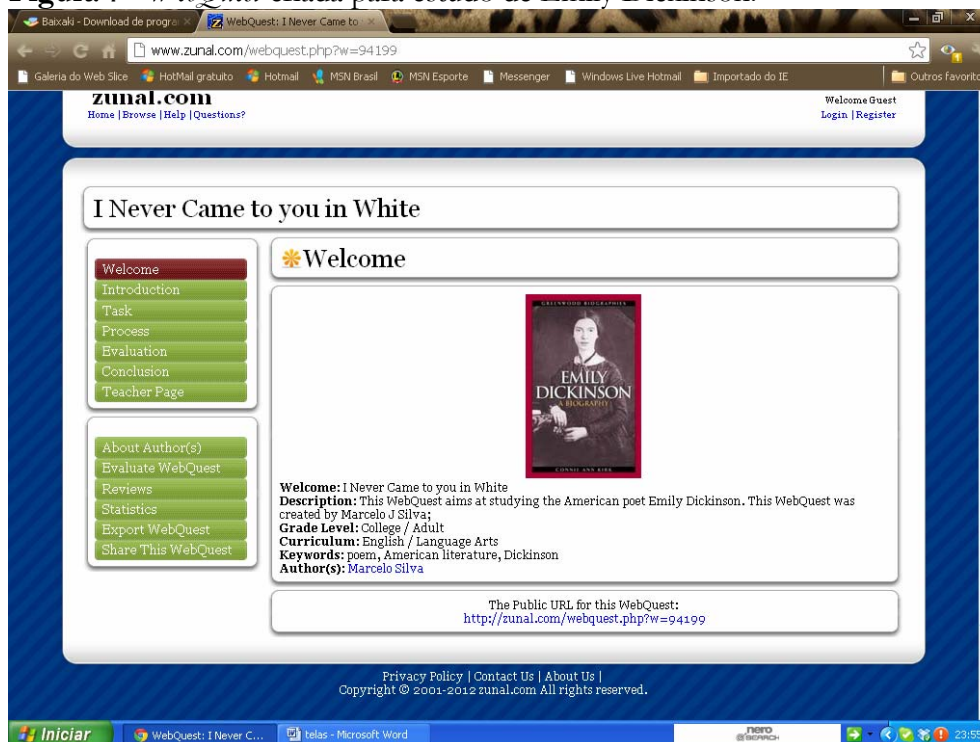 criada para estudo de Emily Dickinson.
Baixaki - Download de progra
WebQuest: I Never Came to
www.zunal.com/webquest.php?w=94199
Galeria do Web Slice HotMail gratuito Hotmail MSN Brasil MSN Esporte Messenger Windows Live Hotmail Importado do IE Outros favorito
zunal.com
Home | Browse | Help | Questions?
Welcome Guest
Login | Register
I Never Came to you in White
Welcome
Introduction
Task
Process
Evaluation
Conclusion
Teacher Page
About Author(s)
Evaluate WebQuest
Reviews
Statistics
Export WebQuest
Share This WebQuest
Welcome
GREENWOOD BIOGRAPHIES
EMILY
DICKINSON
A BIOGRAPHY
CONNIE ANN KIRK
Welcome: I Never Came to you in White
Description: This WebQuest aims at studying the American poet Emily Dickinson. This WebQuest was
created by Marcelo J Silva;
Grade Level: College / Adult
Curriculum: English / Language Arts
Keywords: poem, American literature, Dickinson
Author(s): Marcelo Silva
The Public URL for this WebQuest:
http://zunal.com/webquest.php?w=94199
Privacy Policy | Contact Us | About Us |
Copyright © 2001-2012 zunal.com All rights reserved.
Iniciar
WebQuest: I Never C...
telas - Microsoft Word
nero
SEARCH
23:55